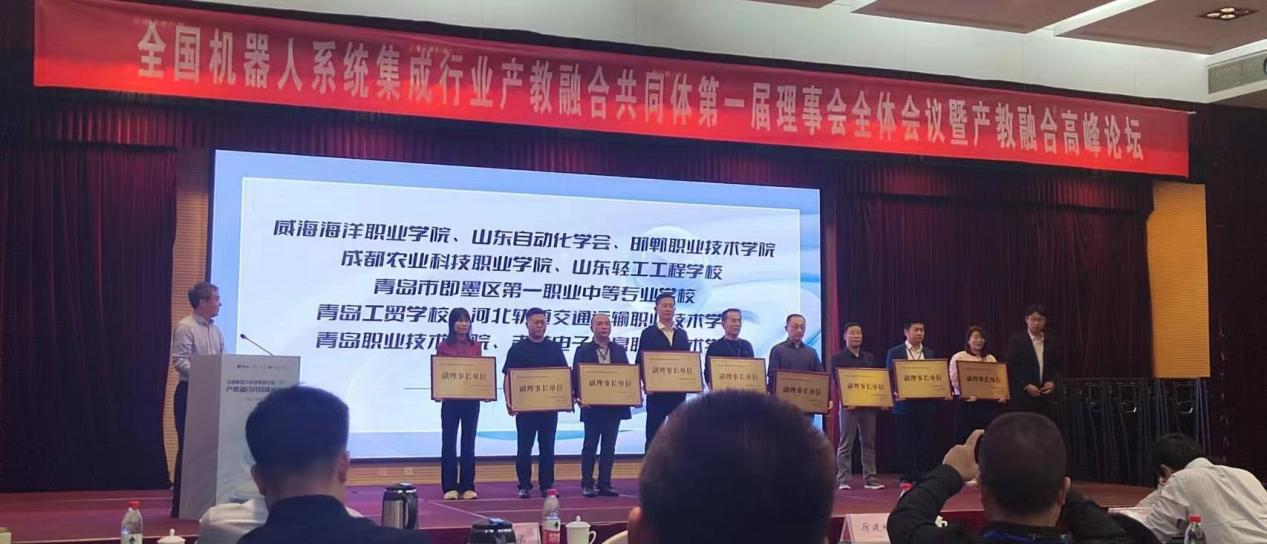 全国机器人系统集成行业产教融合共同体第一届理事会全体会议暨产教融合高峰论坛
威海海洋职业学院、山东自动化学会、邯郸职业技术学院
成都农业科技职业学院、山东轻工工程学校
青岛市即墨区第一职业中等专业学校
青岛工贸学校 河北轨道交通运输职业技术学
青岛职业技术学院、 电子 息职 术学
副理事长单位
副理事长单位
副理事长单位
副理事长单位
副理事长单位
副理事长单位
副理事长单位
副理事长单位
副理事长单位